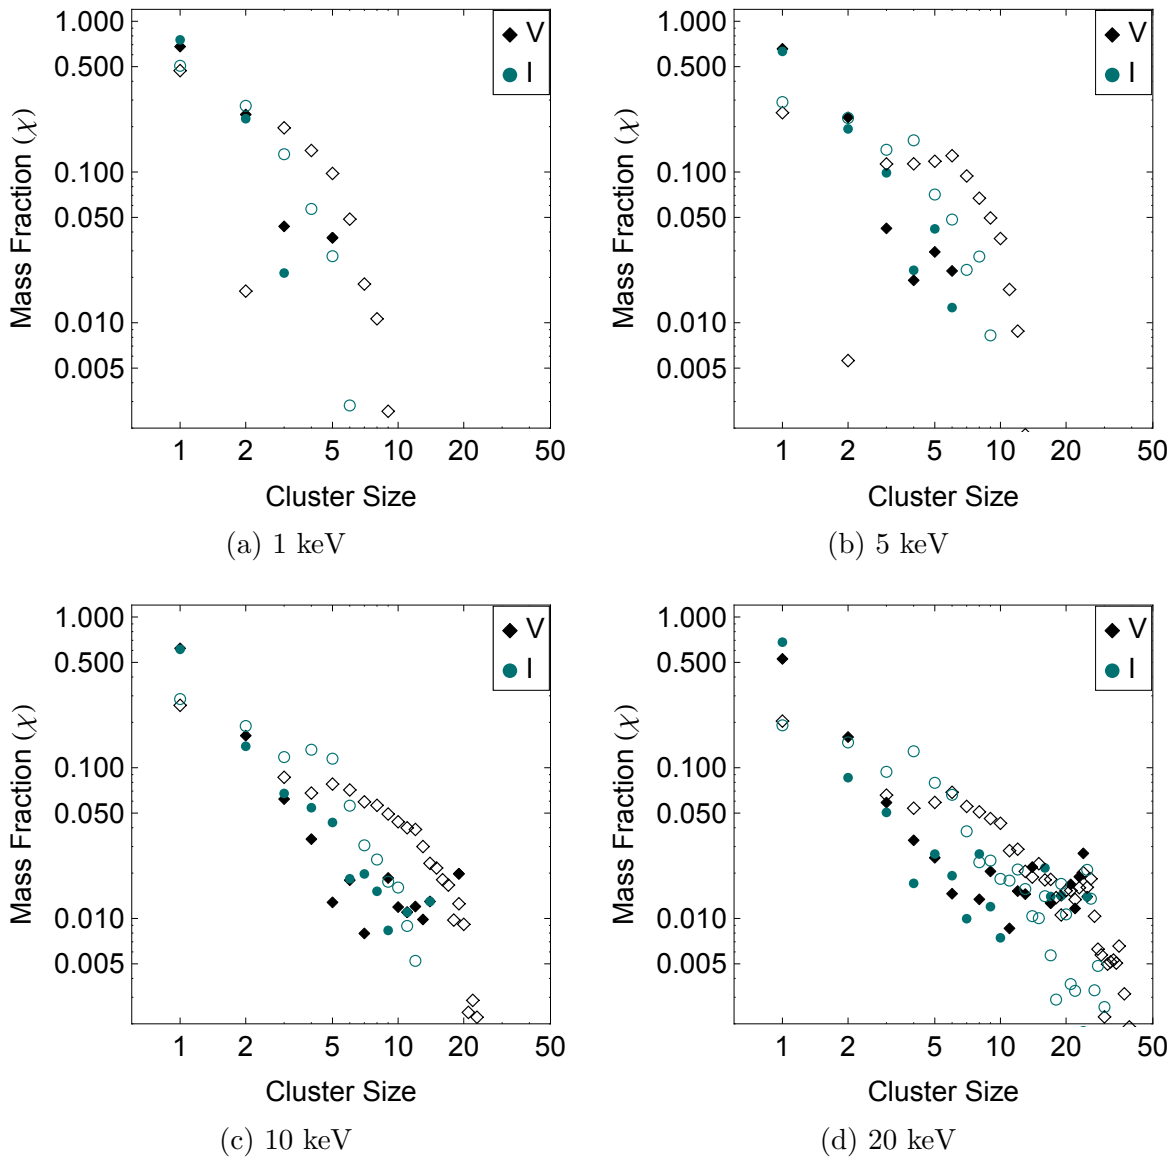 1.000
0.500
0.100
0.050
0.010
0.005
Mass Fraction (χ)
V
I
1 2 5 10 20 50
Cluster Size
(a) 1 keV
1.000
0.500
0.100
0.050
0.010
0.005
Mass Fraction (χ)
V
I
1 2 5 10 20 50
Cluster Size
(b) 5 keV
1.000
0.500
0.100
0.050
0.010
0.005
Mass Fraction (χ)
V
I
1 2 5 10 20 50
Cluster Size
(c) 10 keV
1.000
0.500
0.100
0.050
0.010
0.005
Mass Fraction (χ)
V
I
1 2 5 10 20 50
Cluster Size
(d) 20 keV